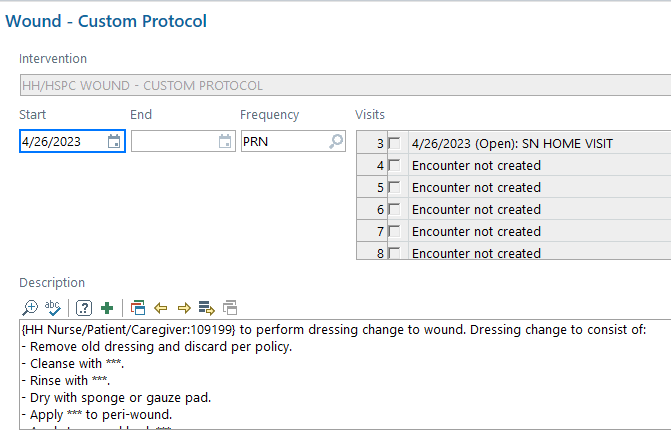 Wound - Custom Protocol
Intervention
HH/HSPC WOUND - CUSTOM PROTOCOL
Start End Frequency Visits
4/26/2023 PRN
3 4/26/2023 (Open): SN HOME VISIT
4 Encounter not created
5 Encounter not created
6 Encounter not created
7 Encounter not created
8 Encounter not created
Description
abc
{HH Nurse/Patient/Caregiver:109199} to perform dressing change to wound. Dressing change to consist of:
- Remove old dressing and discard per policy.
- Cleanse with ***.
- Rinse with ***.
- Dry with sponge or gauze pad.
- Apply *** to peri-wound.